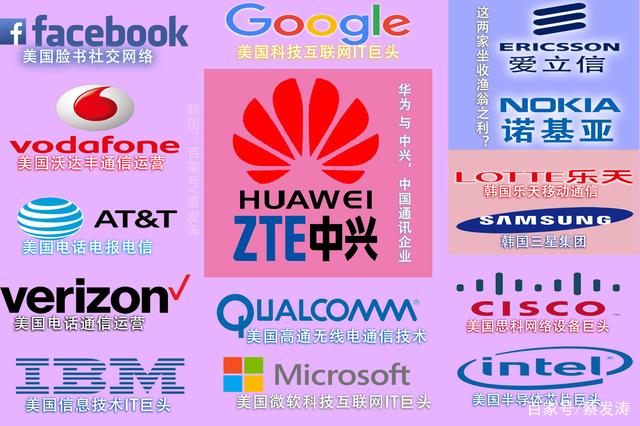 facebook
美国脸书社交网络
Google
美国科技互联网IT巨头
这两家坐收渔翁之利？
ERICSSON
爱立信
NOKIA
诺基亚
vodafone
美国沃达丰通信运营
制图：百家号/蔡发涛
HUAWEI
ZTE中兴
华为与中兴，中国通讯企业
LOTTE乐天
韩国乐天移动通信
SAMSUNG
韩国三星集团
AT&T
美国电话电报电信
verizon
美国电话通信运营
QUALCOMM
美国高通无线电通信技术
CISCO
美国思科网络设备巨头
IBM
美国信息技术IT巨头
Microsoft
美国微软科技互联网IT巨头
intel
美国半导体芯片巨头
百家号/蔡发涛